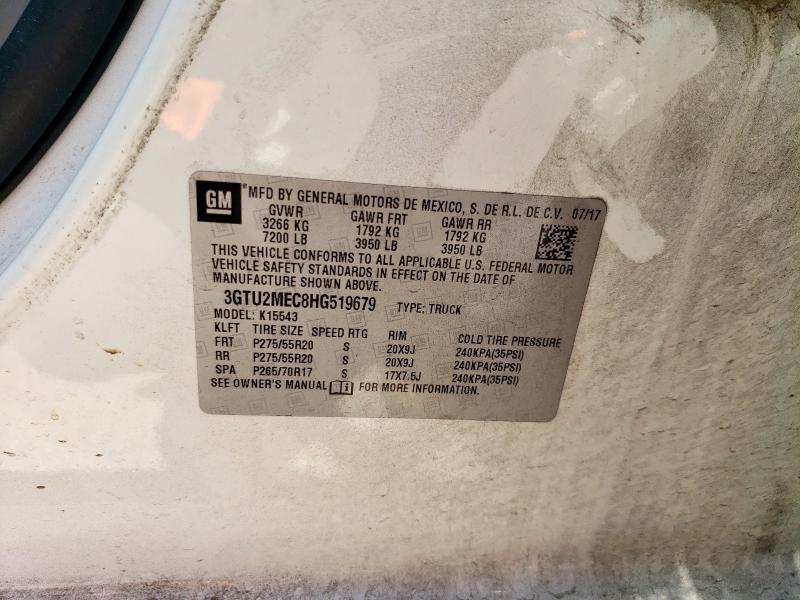 GM ® MFD BY GENERAL MOTORS DE MEXICO, S. DE R.L. DE C.V. 07/17
GVWR GAWR FRT GAWR RR
3266 KG 1792 KG 1792 KG
7200 LB 3950 LB 3950 LB
THIS VEHICLE CONFORMS TO ALL APPLICABLE U.S. FEDERAL MOTOR
VEHICLE SAFETY STANDARDS IN EFFECT ON THE DATE OF
MANUFACTURE SHOWN ABOVE.
3GTU2MEC8HG519679 TYPE: TRUCK
MODEL: K15543
KLFT TIRE SIZE SPEED RTG RIM COLD TIRE PRESSURE
FRT P275/55R20 S 20X9J 240KPA(35PSI)
RR P275/55R20 S 20X9J 240KPA(35PSI)
SPA P265/70R17 S 17X7.5J 240KPA(35PSI)
SEE OWNER'S MANUAL FOR MORE INFORMATION.